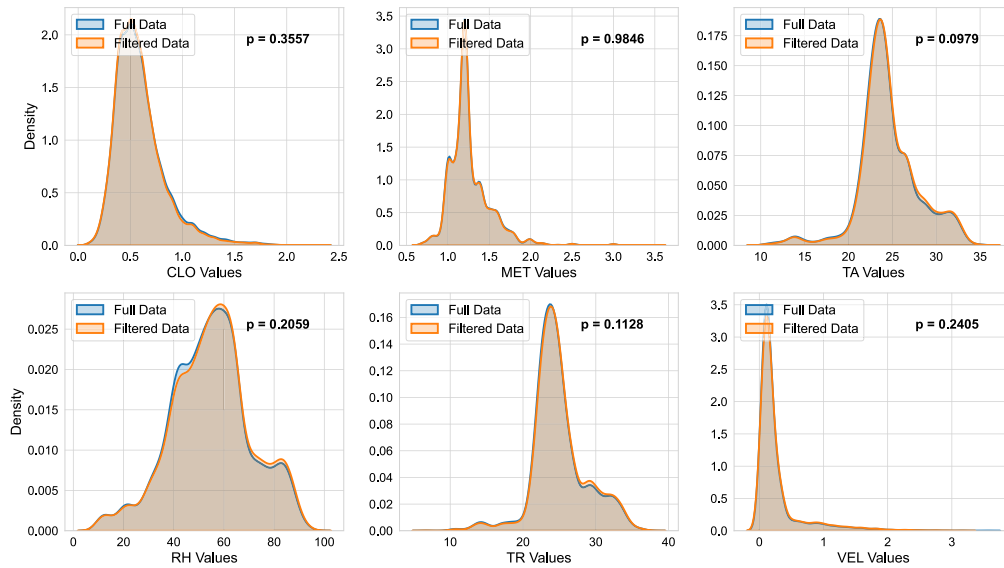 Full Data
Filtered Data
p = 0.3557
2.0
1.5
1.0
0.5
0.0
Density
0.0 0.5 1.0 1.5 2.0 2.5
CLO Values
Full Data
Filtered Data
p = 0.9846
3.5
3.0
2.5
2.0
1.5
1.0
0.5
0.0
0.5 1.0 1.5 2.0 2.5 3.0 3.5
MET Values
Full Data
Filtered Data
p = 0.0979
0.175
0.150
0.125
0.100
0.075
0.050
0.025
0.000
10 15 20 25 30 35
TA Values
Full Data
Filtered Data
p = 0.2059
0.025
0.020
0.015
0.010
0.005
0.000
Density
0 20 40 60 80 100
RH Values
Full Data
Filtered Data
p = 0.1128
0.16
0.14
0.12
0.10
0.08
0.06
0.04
0.02
0.00
10 20 30 40
TR Values
Full Data
Filtered Data
p = 0.2405
3.5
3.0
2.5
2.0
1.5
1.0
0.5
0.0
0 1 2 3
VEL Values